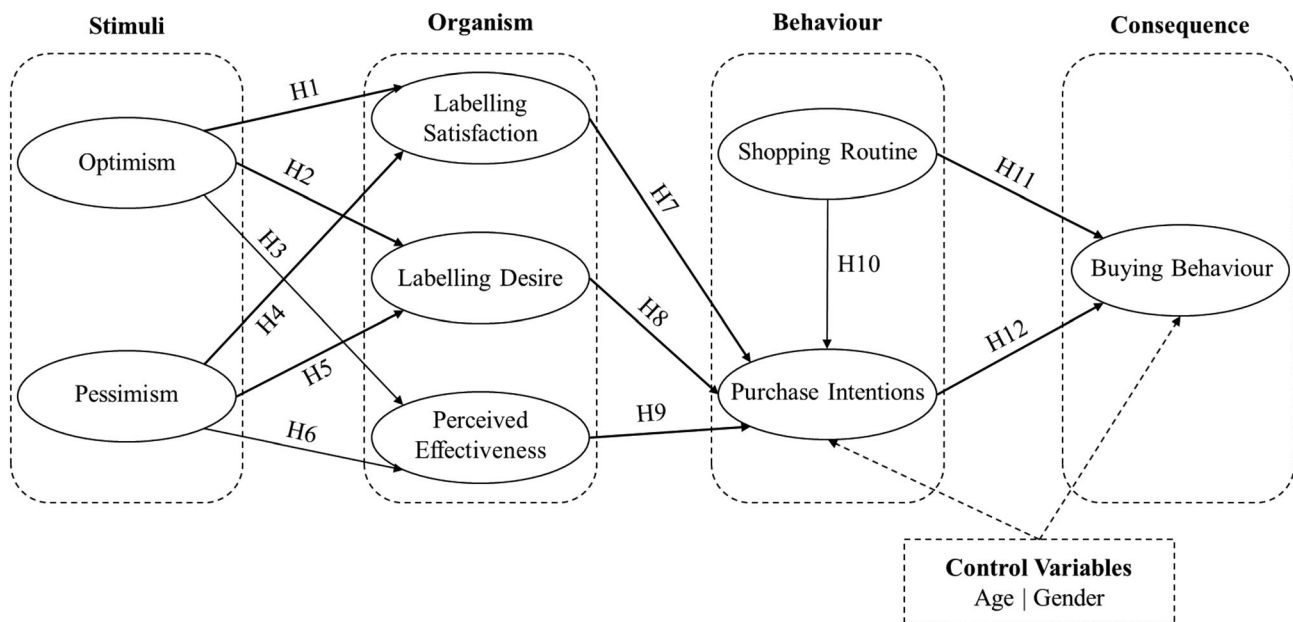 Stimuli
Organism
Behaviour
Consequence
Optimism
Pessimism
H1
H2
H3
H4
H5
H6
Labelling
Satisfaction
Labelling Desire
Perceived
Effectiveness
H7
H8
H9
Shopping Routine
H10
Purchase Intentions
H11
H12
Buying Behaviour
Control Variables
Age | Gender